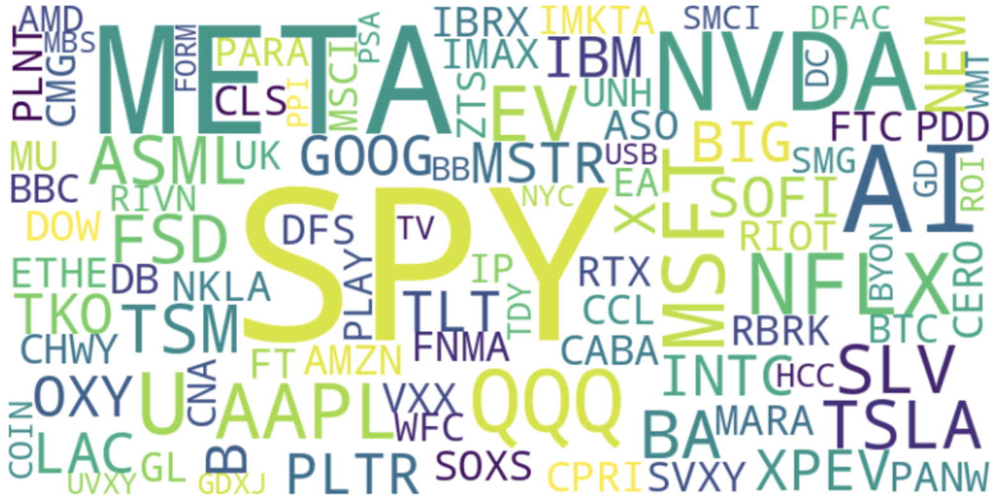 AMD
MBS
PLNT
CMG
META
FORM
PARA
CLS
PPI
MSCI
PSA
IBRX
IMAX
ZTS
IMKTA
IBM
EV
UNH
ASO
SMCI
DFAC
NVDA
DC
NEM
WMT
FTC
PDD
MU
BBC
ASML
UK
GOOG
BB
MSTR
USB
BIG
SMG
AI
GD
ROI
RIVN
DOW
FSD
SPY
DFS
TV
NYC
EA
X
MSFT
SOFI
RIOT
BYON
ETHE
DB
NKLA
PLAY
IP
TLT
TDY
RTX
CCL
NFLX
CERO
TKO
TSM
CHWY
FT
AMZN
FNMA
CABA
RBRK
BTC
OXY
U
CNA
AAPL
VXX
WFC
QQQ
INTC
HCC
SLV
COIN
LAC
UVXY
GL
B
GDXJ
PLTR
SOXS
CPRI
BA
MARA
TSLA
SVXY
XPEV
PANW